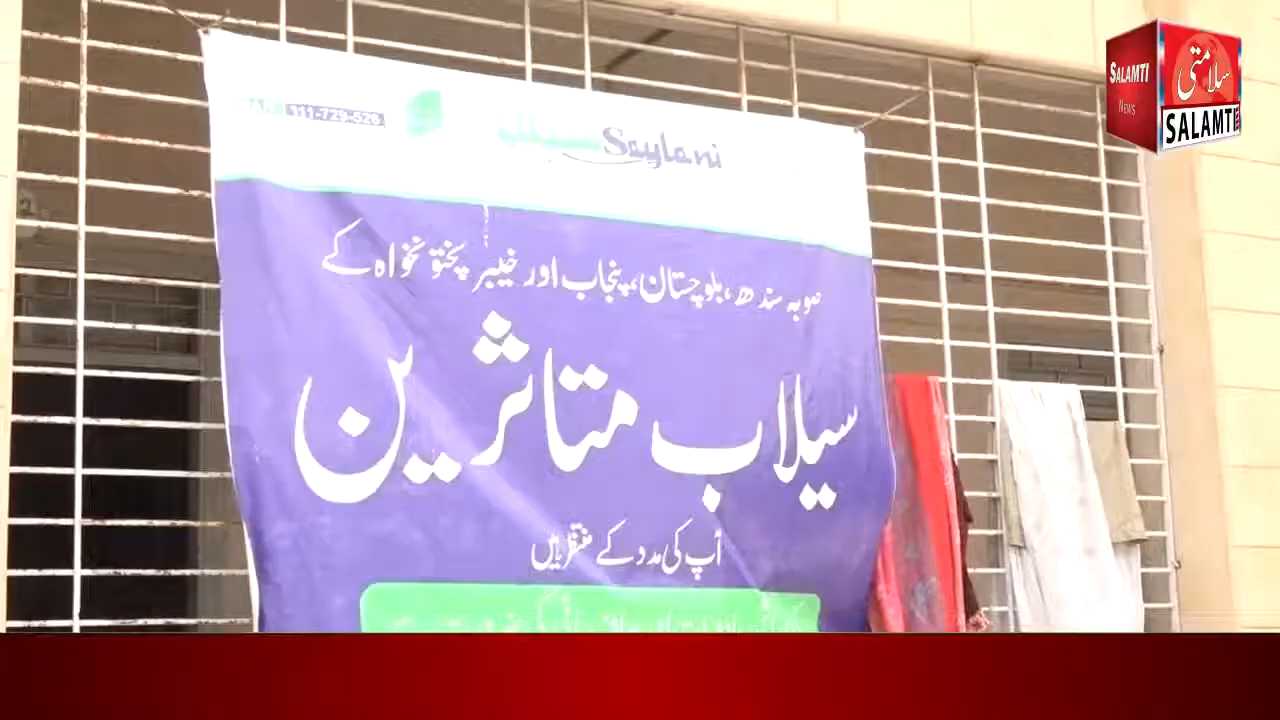 111-729-526
Saylani
صوبہ سندھ، بلوچستان، پنجاب اور خیبر پختونخواہ کے
سیلاب متاثرین
آپ کی مدد کے منتظر ہیں
سلامتی
SALAMTI
NEWS
SALAMTI